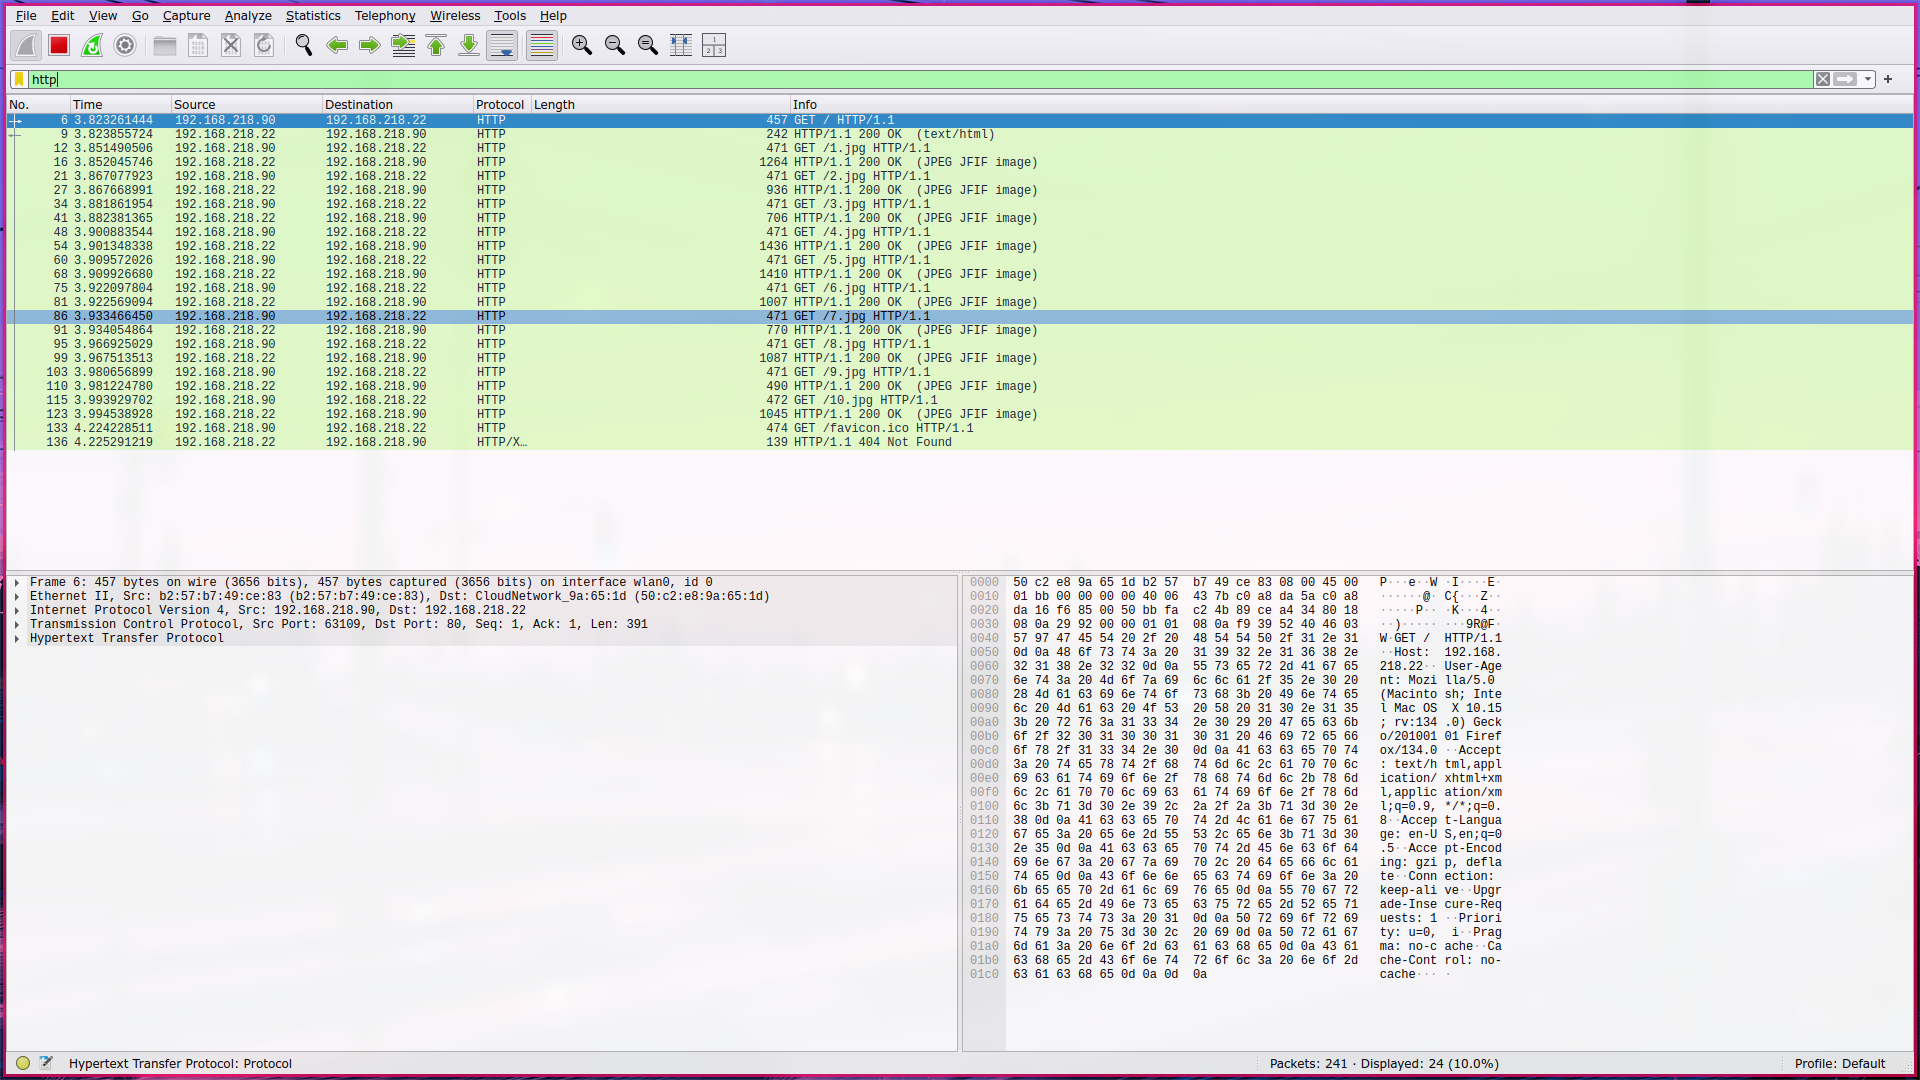 File Edit View Go Capture Analyze Statistics Telephony Wireless Tools Help
http
No. Time Source Destination Protocol Length Info
6 3.823261444 192.168.218.90 192.168.218.22 HTTP 457 GET / HTTP/1.1
9 3.823855724 192.168.218.22 192.168.218.90 HTTP 242 HTTP/1.1 200 OK (text/html)
12 3.851490506 192.168.218.90 192.168.218.22 HTTP 471 GET /1.jpg HTTP/1.1
16 3.852045746 192.168.218.22 192.168.218.90 HTTP 1264 HTTP/1.1 200 OK (JPEG JFIF image)
21 3.867077923 192.168.218.90 192.168.218.22 HTTP 471 GET /2.jpg HTTP/1.1
27 3.867668991 192.168.218.22 192.168.218.90 HTTP 936 HTTP/1.1 200 OK (JPEG JFIF image)
34 3.881861954 192.168.218.90 192.168.218.22 HTTP 471 GET /3.jpg HTTP/1.1
41 3.882381365 192.168.218.22 192.168.218.90 HTTP 706 HTTP/1.1 200 OK (JPEG JFIF image)
48 3.900883544 192.168.218.90 192.168.218.22 HTTP 471 GET /4.jpg HTTP/1.1
54 3.901348338 192.168.218.22 192.168.218.90 HTTP 1436 HTTP/1.1 200 OK (JPEG JFIF image)
60 3.909572026 192.168.218.90 192.168.218.22 HTTP 471 GET /5.jpg HTTP/1.1
68 3.909926680 192.168.218.22 192.168.218.90 HTTP 1410 HTTP/1.1 200 OK (JPEG JFIF image)
75 3.922097804 192.168.218.90 192.168.218.22 HTTP 471 GET /6.jpg HTTP/1.1
81 3.922569094 192.168.218.22 192.168.218.90 HTTP 1007 HTTP/1.1 200 OK (JPEG JFIF image)
86 3.933466450 192.168.218.90 192.168.218.22 HTTP 471 GET /7.jpg HTTP/1.1
91 3.934054864 192.168.218.22 192.168.218.90 HTTP 770 HTTP/1.1 200 OK (JPEG JFIF image)
95 3.966925029 192.168.218.90 192.168.218.22 HTTP 471 GET /8.jpg HTTP/1.1
99 3.967513513 192.168.218.22 192.168.218.90 HTTP 1087 HTTP/1.1 200 OK (JPEG JFIF image)
103 3.980656899 192.168.218.90 192.168.218.22 HTTP 471 GET /9.jpg HTTP/1.1
110 3.981224780 192.168.218.22 192.168.218.90 HTTP 490 HTTP/1.1 200 OK (JPEG JFIF image)
115 3.993929702 192.168.218.90 192.168.218.22 HTTP 472 GET /10.jpg HTTP/1.1
123 3.994538928 192.168.218.22 192.168.218.90 HTTP 1045 HTTP/1.1 200 OK (JPEG JFIF image)
133 4.224228511 192.168.218.90 192.168.218.22 HTTP 474 GET /favicon.ico HTTP/1.1
136 4.225291219 192.168.218.22 192.168.218.90 HTTP/X… 139 HTTP/1.1 404 Not Found
Frame 6: 457 bytes on wire (3656 bits), 457 bytes captured (3656 bits) on interface wlan0, id 0
Ethernet II, Src: b2:57:b7:49:ce:83 (b2:57:b7:49:ce:83), Dst: CloudNetwork_9a:65:1d (50:c2:e8:9a:65:1d)
Internet Protocol Version 4, Src: 192.168.218.90, Dst: 192.168.218.22
Transmission Control Protocol, Src Port: 63109, Dst Port: 80, Seq: 1, Ack: 1, Len: 391
Hypertext Transfer Protocol
0000 50 c2 e8 9a 65 1d b2 57 b7 49 ce 83 08 00 45 00 P···e··W ·I····E·
0010 01 bb 00 00 00 00 40 06 43 7b c0 a8 da 5a c0 a8 ······@· C{···Z··
0020 da 16 f6 85 00 50 bb fa c2 4b 89 ce a4 34 80 18 ·····P·· ·K···4··
0030 08 0a 29 92 00 00 01 01 08 0a f9 39 52 40 46 03 ··)····· ···9R@F·
0040 57 97 47 45 54 20 2f 20 48 54 54 50 2f 31 2e 31 W·GET / HTTP/1.1
0050 0d 0a 48 6f 73 74 3a 20 31 39 32 2e 31 36 38 2e ··Host: 192.168.
0060 32 31 38 2e 32 32 0d 0a 55 73 65 72 2d 41 67 65 218.22·· User-Age
0070 6e 74 3a 20 4d 6f 7a 69 6c 6c 61 2f 35 2e 30 20 nt: Mozi lla/5.0
0080 28 4d 61 63 69 6e 74 6f 73 68 3b 20 49 6e 74 65 (Macinto sh; Inte
0090 6c 20 4d 61 63 20 4f 53 20 58 20 31 30 2e 31 35 l Mac OS X 10.15
00a0 3b 20 72 76 3a 31 33 34 2e 30 29 20 47 65 63 6b ; rv:134 .0) Geck
00b0 6f 2f 32 30 31 30 30 31 30 31 20 46 69 72 65 66 o/201001 01 Firef
00c0 6f 78 2f 31 33 34 2e 30 0d 0a 41 63 63 65 70 74 ox/134.0 ··Accept
00d0 3a 20 74 65 78 74 2f 68 74 6d 6c 2c 61 70 70 6c : text/h tml,appl
00e0 69 63 61 74 69 6f 6e 2f 78 68 74 6d 6c 2b 78 6d ication/ xhtml+xm
00f0 6c 2c 61 70 70 6c 69 63 61 74 69 6f 6e 2f 78 6d l,applic ation/xm
0100 6c 3b 71 3d 30 2e 39 2c 2a 2f 2a 3b 71 3d 30 2e l;q=0.9, */*;q=0.
0110 38 0d 0a 41 63 63 65 70 74 2d 4c 61 6e 67 75 61 8··Accep t-Langua
0120 67 65 3a 20 65 6e 2d 55 53 2c 65 6e 3b 71 3d 30 ge: en-U S,en;q=0
0130 2e 35 0d 0a 41 63 63 65 70 74 2d 45 6e 63 6f 64 .5··Acce pt-Encod
0140 69 6e 67 3a 20 67 7a 69 70 2c 20 64 65 66 6c 61 ing: gzi p, defla
0150 74 65 0d 0a 43 6f 6e 6e 65 63 74 69 6f 6e 3a 20 te··Conn ection:
0160 6b 65 65 70 2d 61 6c 69 76 65 0d 0a 55 70 67 72 keep-ali ve··Upgr
0170 61 64 65 2d 49 6e 73 65 63 75 72 65 2d 52 65 71 ade-Inse cure-Req
0180 75 65 73 74 73 3a 20 31 0d 0a 50 72 69 6f 72 69 uests: 1 ··Priori
0190 74 79 3a 20 75 3d 30 2c 20 69 0d 0a 50 72 61 67 ty: u=0, i··Prag
01a0 6d 61 3a 20 6e 6f 2d 63 61 63 68 65 0d 0a 43 61 ma: no-c ache··Ca
01b0 63 68 65 2d 43 6f 6e 74 72 6f 6c 3a 20 6e 6f 2d che-Cont rol: no-
01c0 63 61 63 68 65 0d 0a 0d 0a cache··· ·
Hypertext Transfer Protocol: Protocol
Packets: 241 · Displayed: 24 (10.0%)
Profile: Default